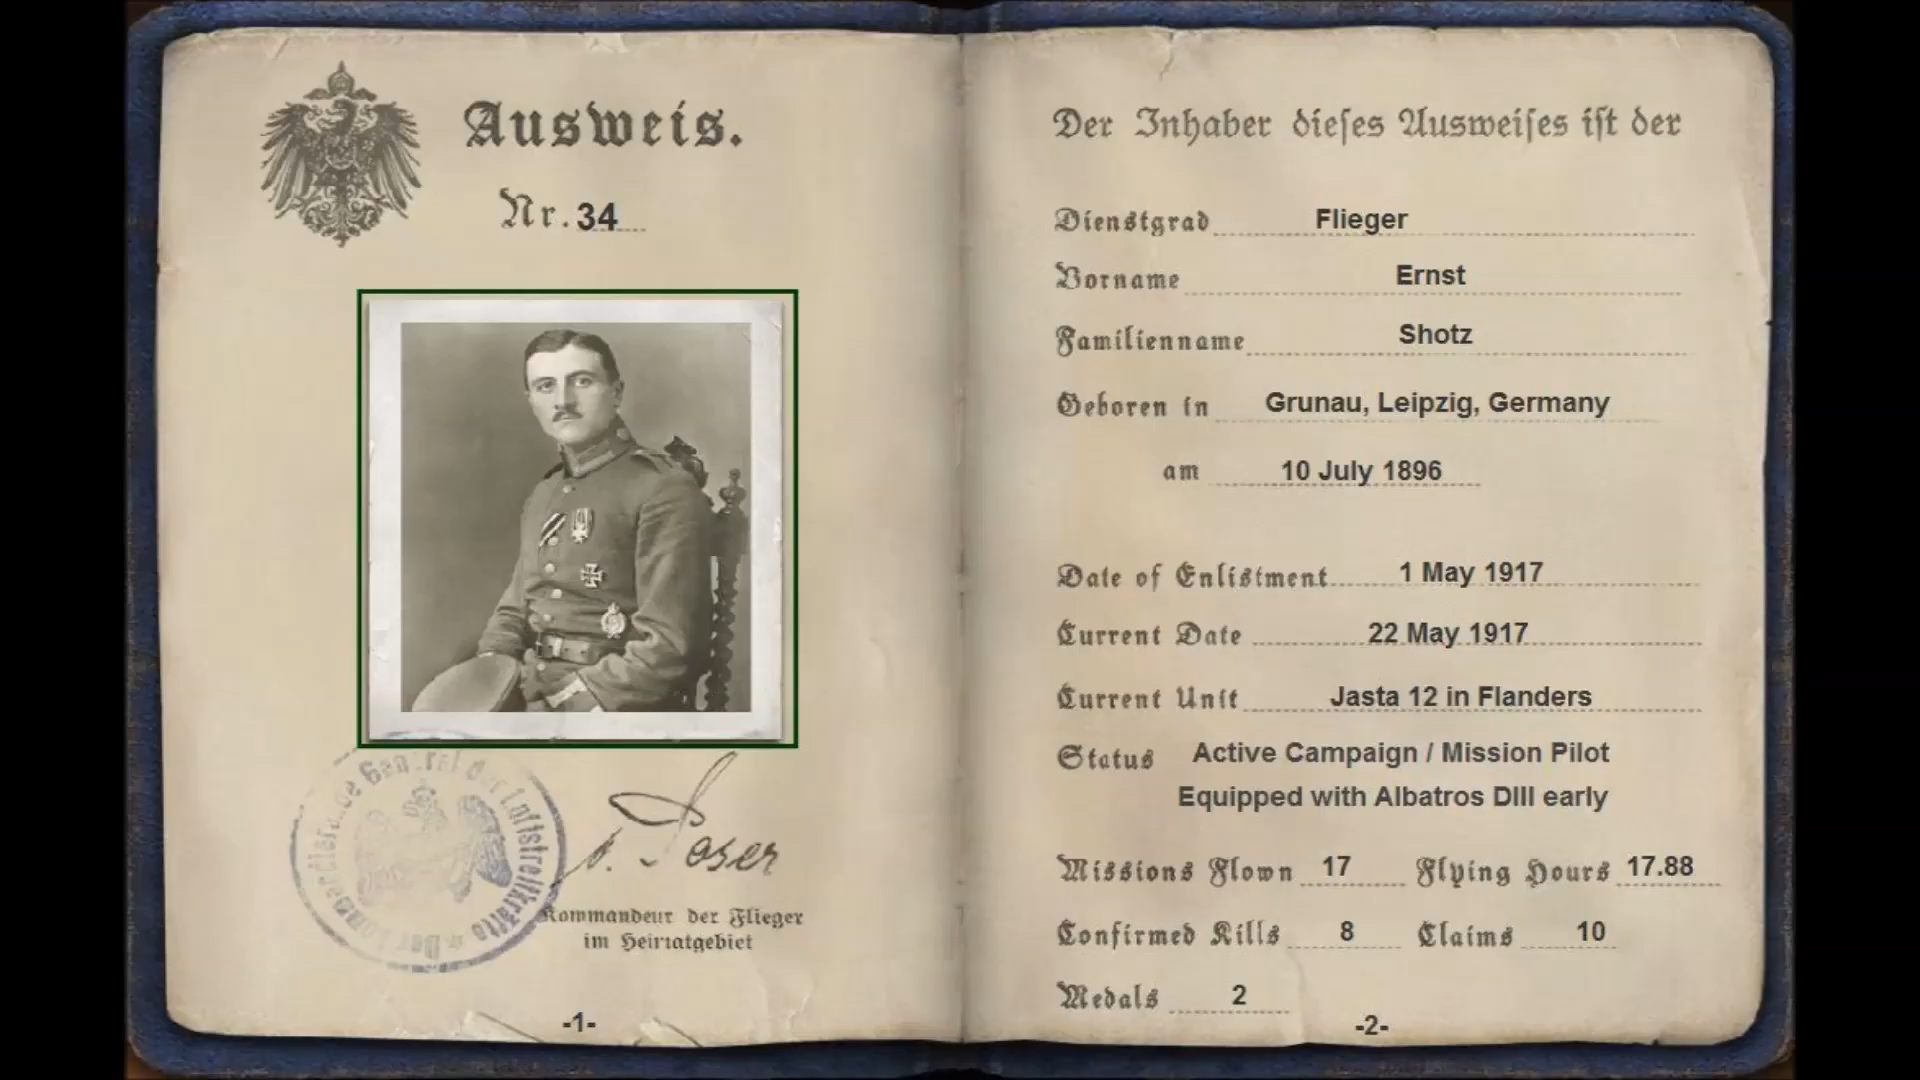 Ausweis.
Nr. 34
v. Poser
Kommandeur der Flieger
im Heimatgebiet
-1-
Der Inhaber dieses Ausweises ist der
Dienstgrad Flieger
Vorname Ernst
Familienname Shotz
Geboren in Grunau, Leipzig, Germany
am 10 July 1896
Date of Enlistment 1 May 1917
Current Date 22 May 1917
Current Unit Jasta 12 in Flanders
Status Active Campaign / Mission Pilot
Equipped with Albatros DIII early
Missions Flown 17 Flying Hours 17.88
Confirmed Kills 8 Claims 10
Medals 2
-2-